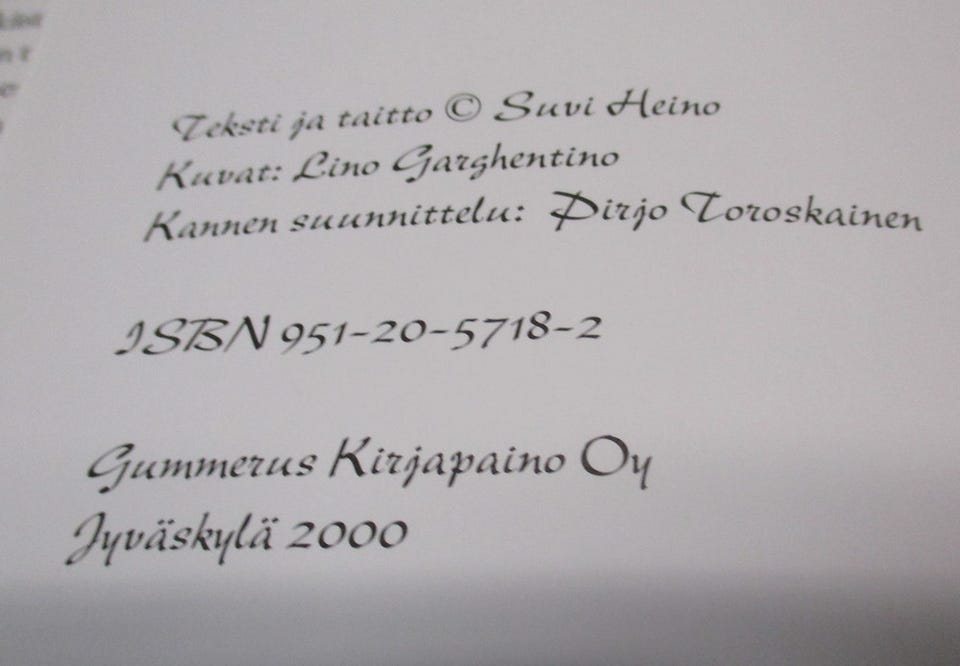 Teksti ja taitto © Suvi Heino
Kuvat: Lino Garghentino
Kannen suunnittelu: Pirjo Toroskainen
ISBN 951-20-5718-2
Gummerus Kirjapaino Oy
Jyväskylä 2000